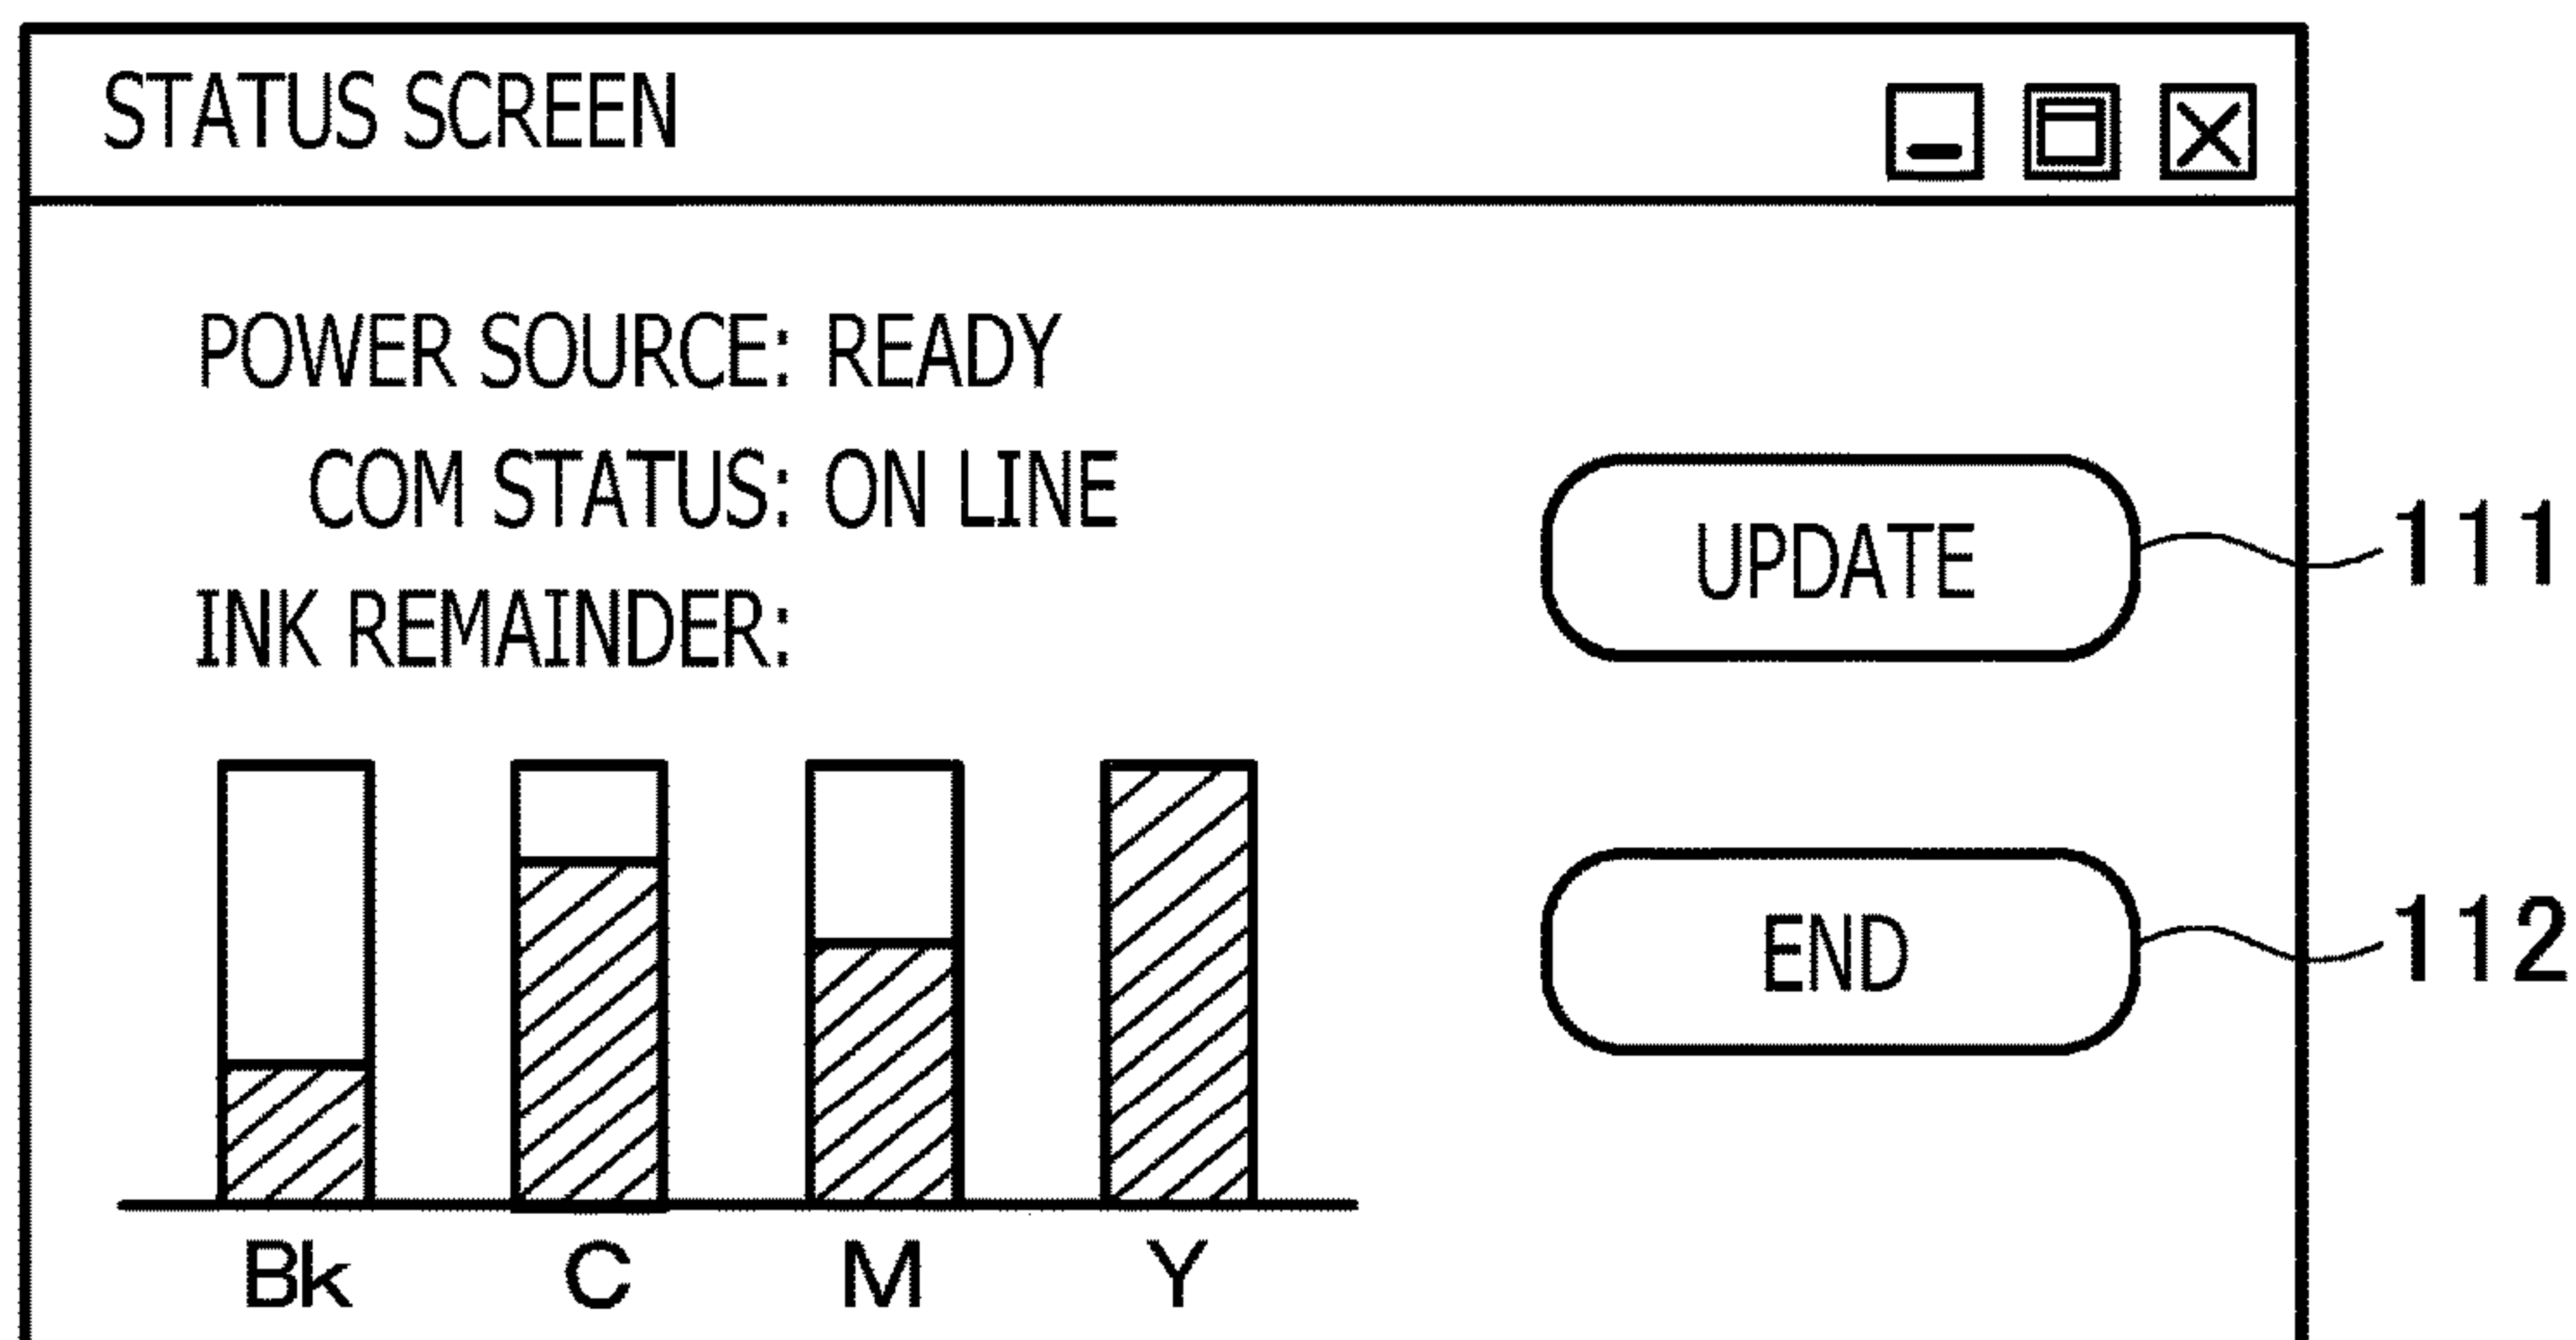 STATUS SCREEN
POWER SOURCE: READY
COM STATUS: ON LINE
INK REMAINDER:
UPDATE
111
END
112
Bk C M Y